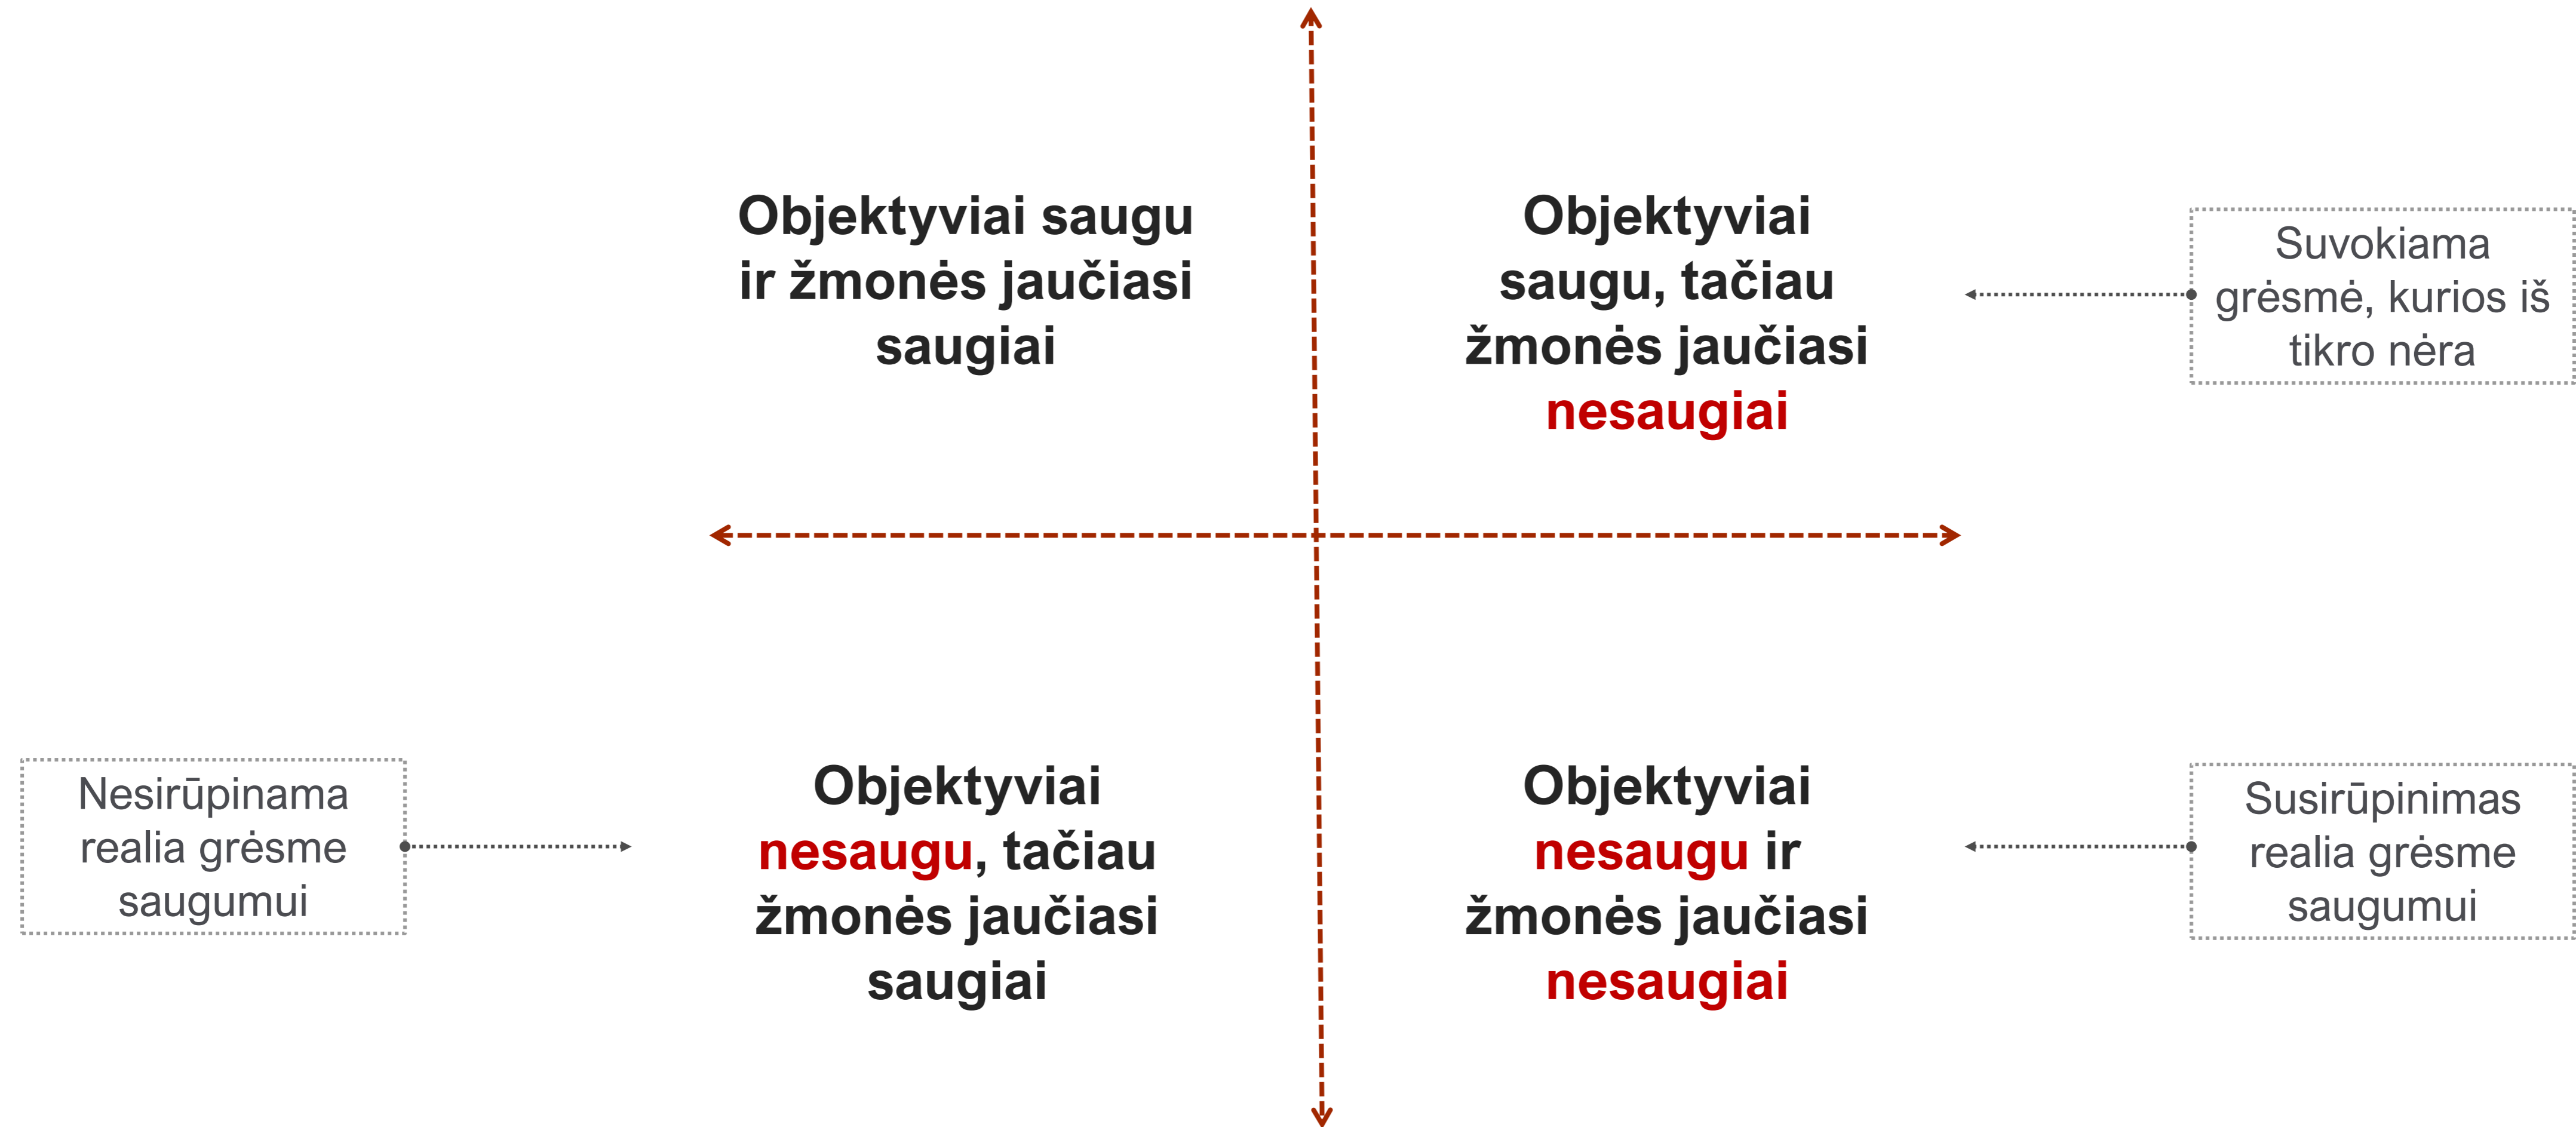 Objektyviai saugu
ir žmonės jaučiasi
saugiai
Objektyviai
saugu, tačiau
žmonės jaučiasi
nesaugiai
Suvokiama
grėsmė, kurios iš
tikro nėra
Nesirūpinama
realia grėsme
saugumui
Objektyviai
nesaugu, tačiau
žmonės jaučiasi
saugiai
Objektyviai
nesaugu ir
žmonės jaučiasi
nesaugiai
Susirūpinimas
realia grėsme
saugumui